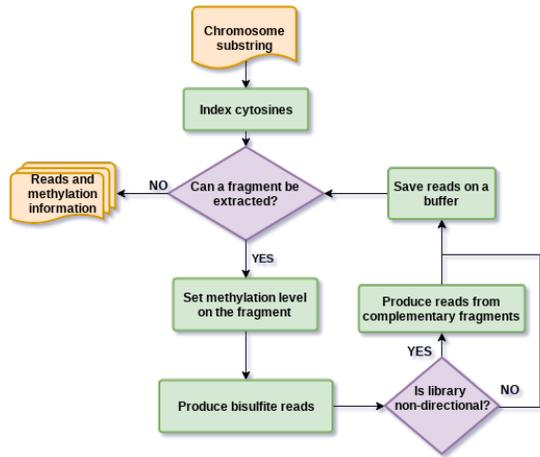 Chromosome
substring
Index cytosines
Can a fragment be
extracted?
NO
Reads and
methylation
information
YES
Set methylation level
on the fragment
Produce bisulfite reads
Is library
non-directional?
YES
NO
Produce reads from
complementary fragments
Save reads on a
buffer